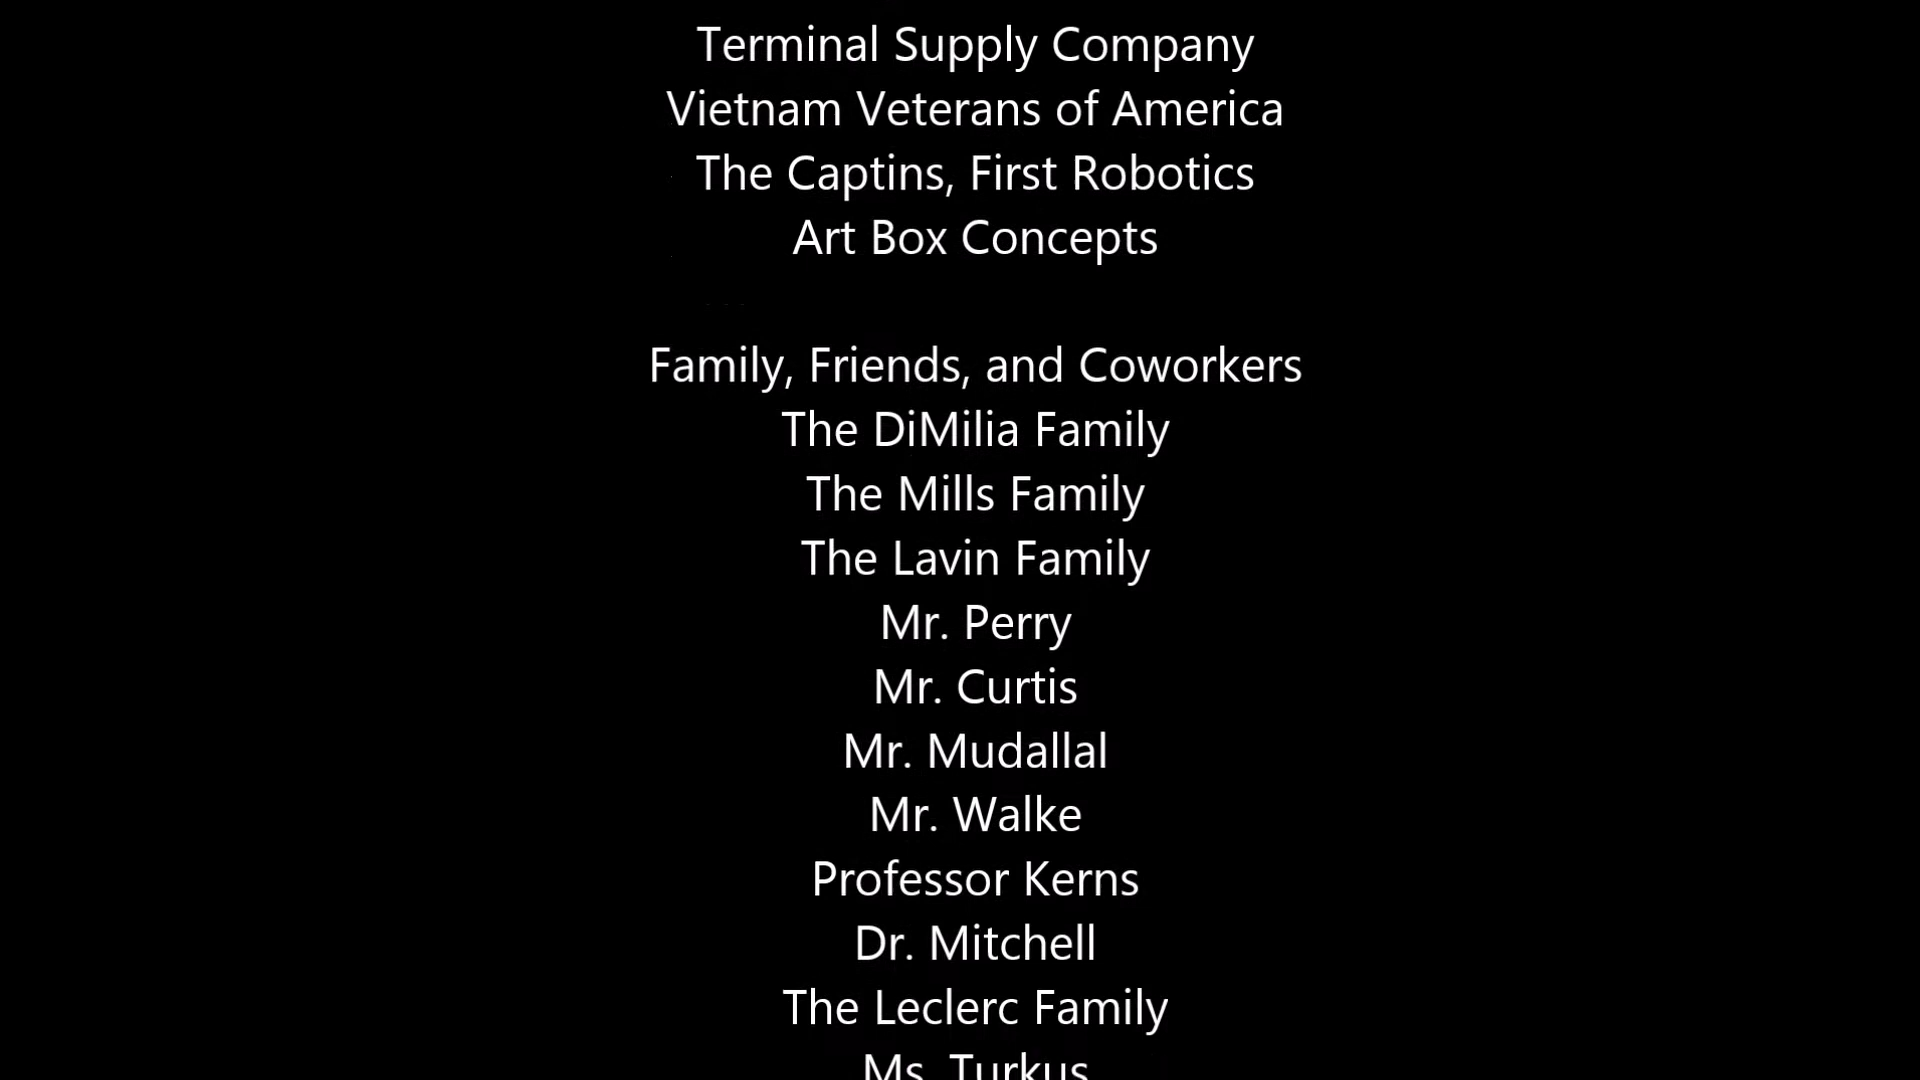 Terminal Supply Company
Vietnam Veterans of America
The Captins, First Robotics
Art Box Concepts
Family, Friends, and Coworkers
The DiMilia Family
The Mills Family
The Lavin Family
Mr. Perry
Mr. Curtis
Mr. Mudallal
Mr. Walke
Professor Kerns
Dr. Mitchell
The Leclerc Family
Ms. Turkus